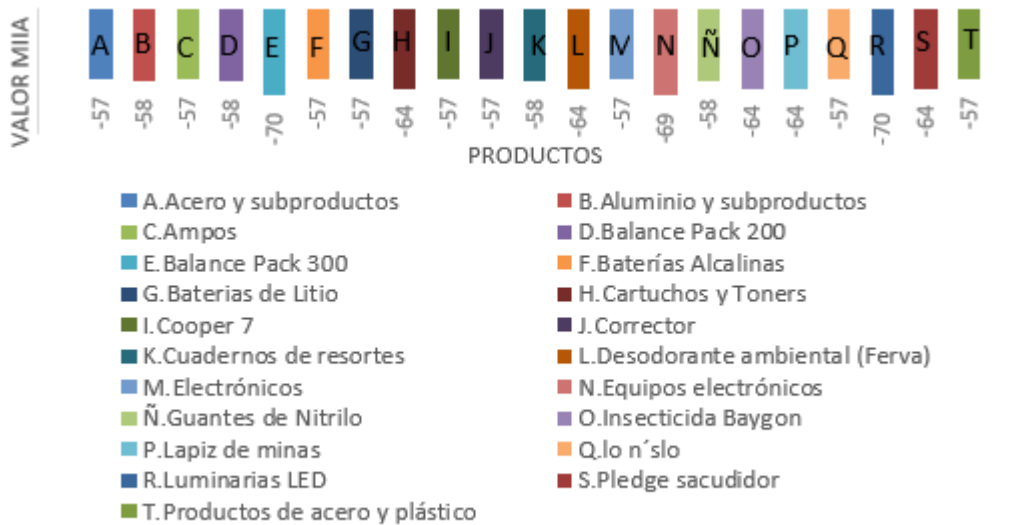 VALOR MIIA
A B C D E F G H I J K L M N Ñ O P Q R S T
-57 -58 -57 -58 -70 -57 -57 -64 -57 -57 -58 -64 -57 -69 -58 -64 -64 -57 -70 -64 -57
PRODUCTOS
A.Acero y subproductos
B.Aluminio y subproductos
C.Ampos
D.Balance Pack 200
E.Balance Pack 300
F.Baterías Alcalinas
G.Baterias de Litio
H.Cartuchos y Toners
I.Cooper 7
J.Corrector
K.Cuadernos de resortes
L.Desodorante ambiental (Ferva)
M.Electrónicos
N.Equipos electrónicos
Ñ.Guantes de Nitrilo
O.Insecticida Baygon
P.Lapiz de minas
Q.lo n´slo
R.Luminarias LED
S.Pledge sacudidor
T.Productos de acero y plástico